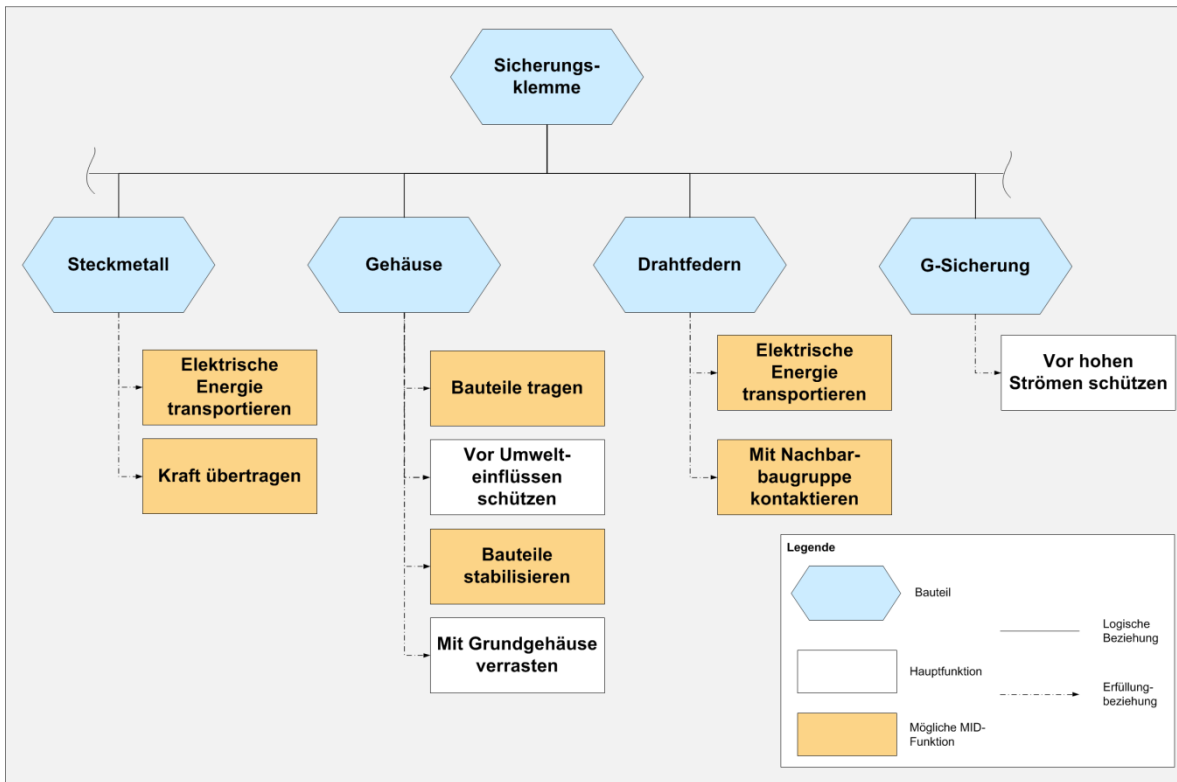 Sicherungs-
klemme
Steckmetall
Gehäuse
Drahtfedern
G-Sicherung
Elektrische
Energie
transportieren
Kraft übertragen
Bauteile tragen
Vor Umwelt-
einflüssen
schützen
Bauteile
stabilisieren
Mit Grundgehäuse
verrasten
Elektrische
Energie
transportieren
Mit Nachbar-
baugruppe
kontaktieren
Vor hohen
Strömen schützen
Legende
Bauteil
Logische
Beziehung
Hauptfunktion
Erfüllung-
beziehung
Mögliche MID-
Funktion